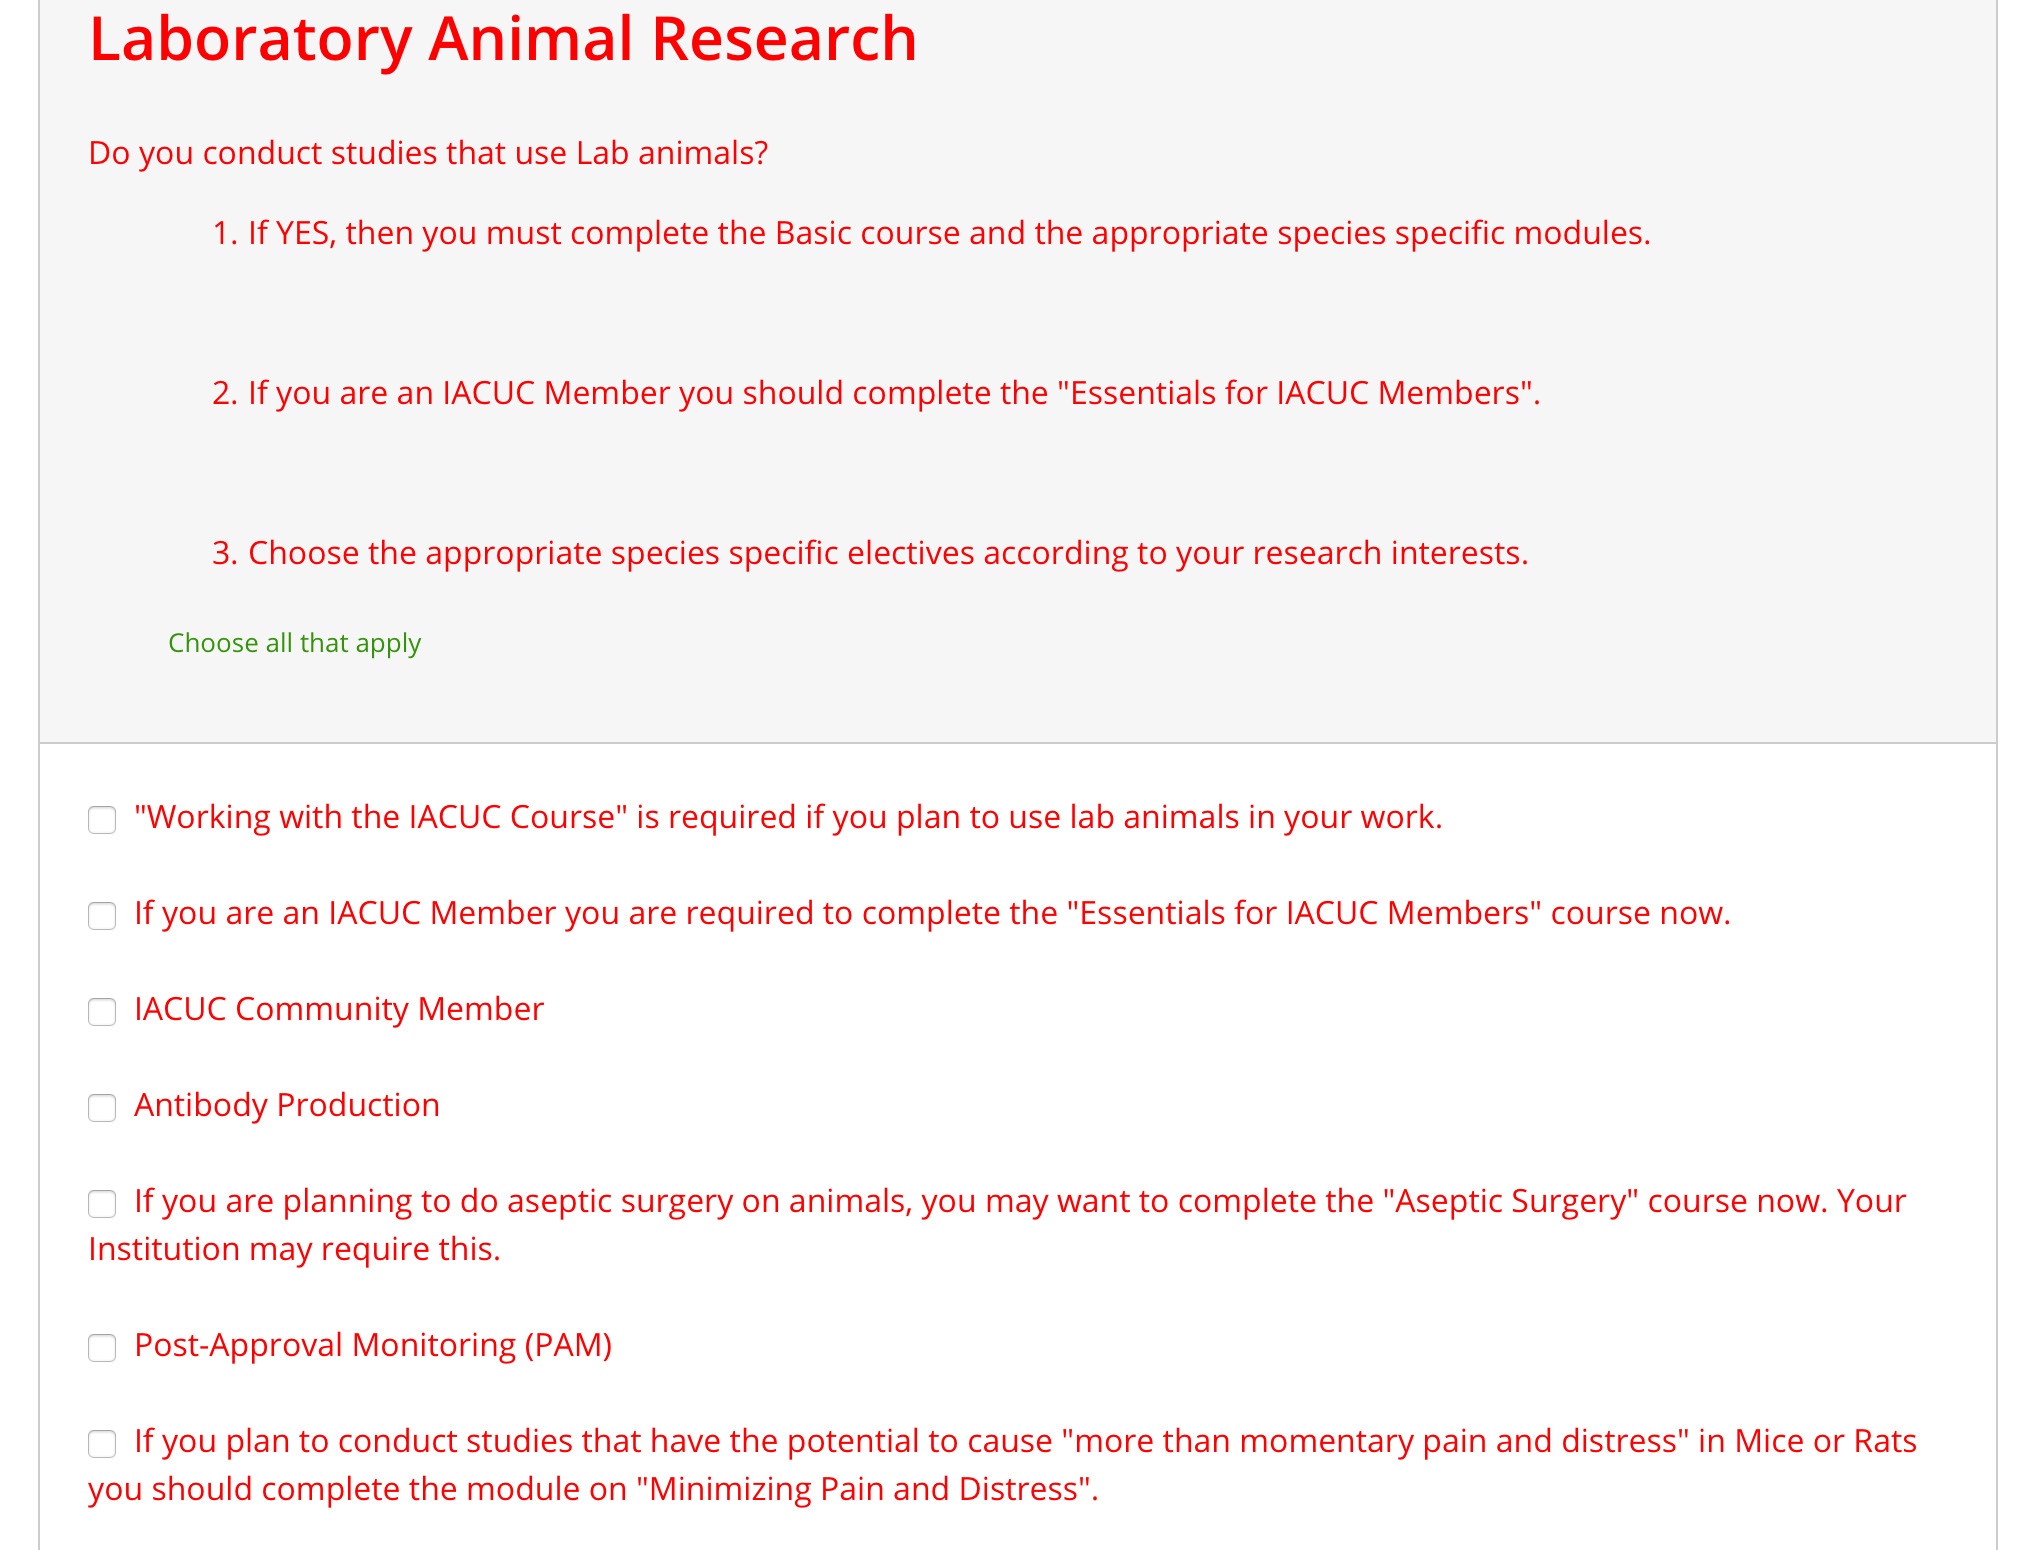 Laboratory Animal Research
Do you conduct studies that use Lab animals?
1. If YES, then you must complete the Basic course and the appropriate species specific modules.
2. If you are an IACUC Member you should complete the "Essentials for IACUC Members".
3. Choose the appropriate species specific electives according to your research interests.
Choose all that apply
"Working with the IACUC Course" is required if you plan to use lab animals in your work.
If you are an IACUC Member you are required to complete the "Essentials for IACUC Members" course now.
IACUC Community Member
Antibody Production
If you are planning to do aseptic surgery on animals, you may want to complete the "Aseptic Surgery" course now. Your
Institution may require this.
Post-Approval Monitoring (PAM)
If you plan to conduct studies that have the potential to cause "more than momentary pain and distress" in Mice or Rats
you should complete the module on "Minimizing Pain and Distress".